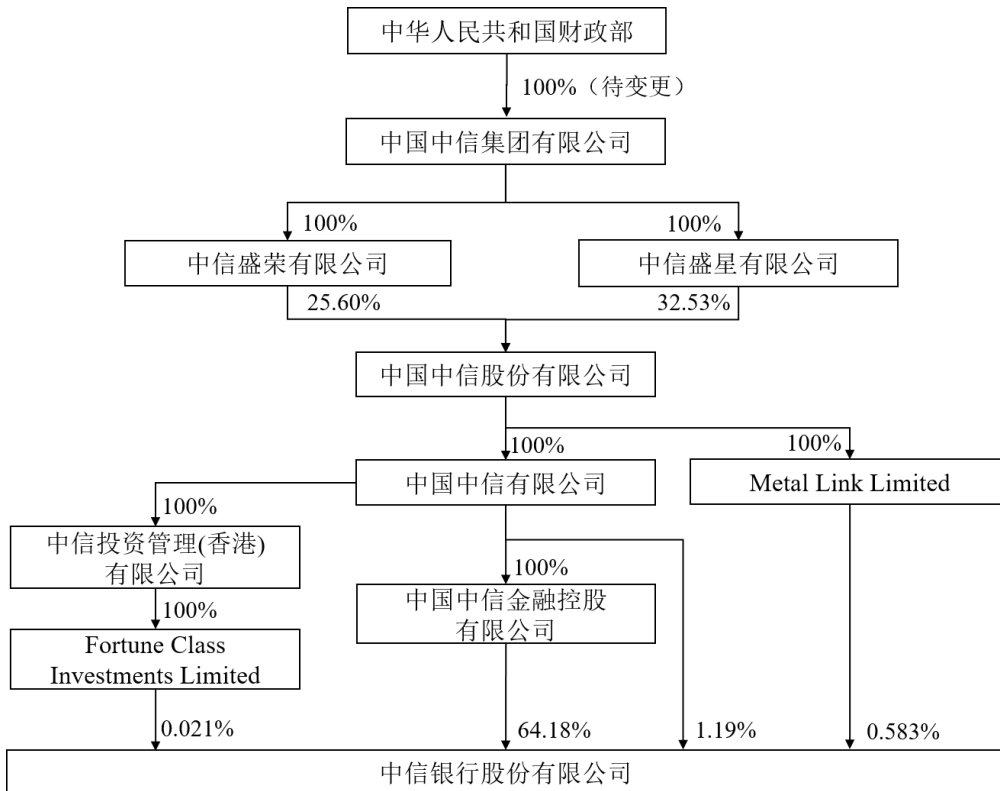 中华人民共和国财政部
100%（待变更）
中国中信集团有限公司
100%
100%
中信盛荣有限公司
中信盛星有限公司
25.60%
32.53%
中国中信股份有限公司
100%
100%
中国中信有限公司
Metal Link Limited
100%
中信投资管理(香港)
有限公司
100%
中国中信金融控股
有限公司
100%
Fortune Class
Investments Limited
0.021%
64.18%
1.19%
0.583%
中信银行股份有限公司